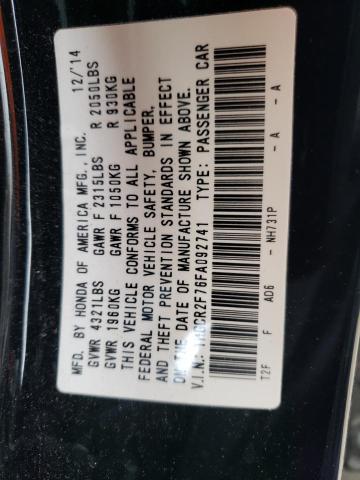 MFD. BY HONDA OF AMERICA MFG., INC. 12/'14
GVWR 4321LBS GAWR F 2315LBS R 2050LBS
GVWR 1960KG GAWR F 1050KG R 930KG
THIS VEHICLE CONFORMS TO ALL APPLICABLE
FEDERAL MOTOR VEHICLE SAFETY, BUMPER,
AND THEFT PREVENTION STANDARDS IN EFFECT
ON THE DATE OF MANUFACTURE SHOWN ABOVE.
V.I.N.: 1HGCR2F76FA092741 TYPE: PASSENGER CAR
T2F F AD6 - NH731P - A - A